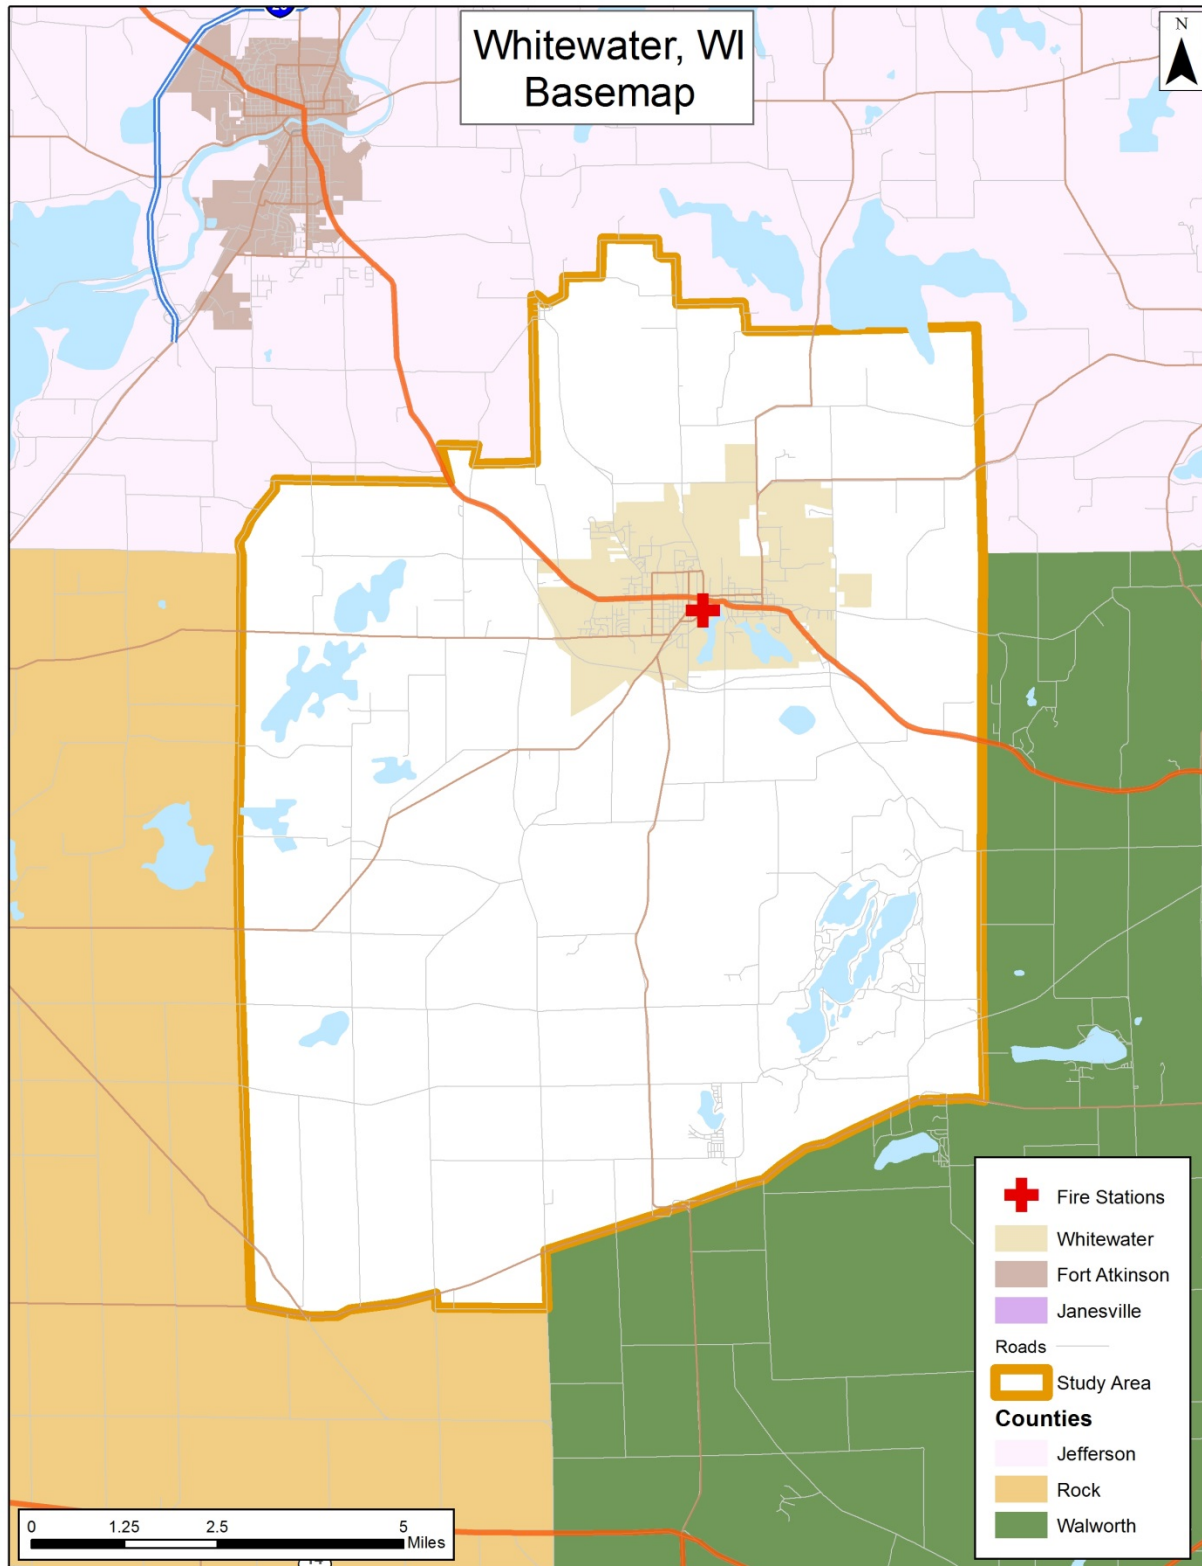 Whitewater, WI
Basemap
N
Fire Stations
Whitewater
Fort Atkinson
Janesville
Roads
Study Area
Counties
Jefferson
Rock
Walworth
0 1.25 2.5 5
Miles